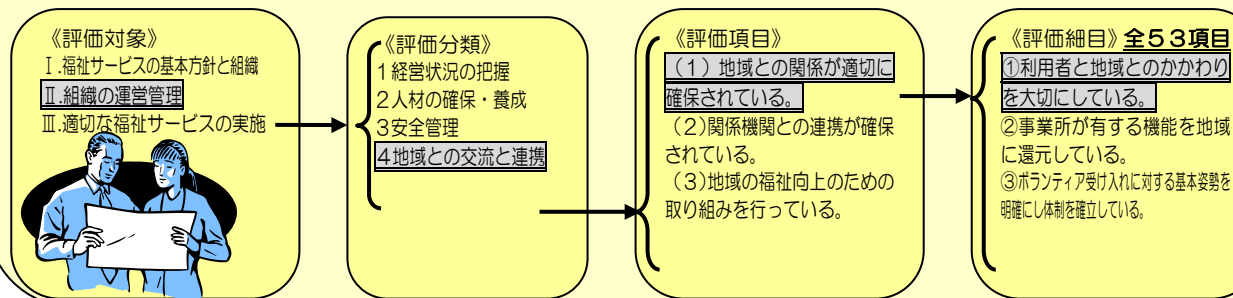 《評価対象》
Ⅰ.福祉サービスの基本方針と組織
Ⅱ.組織の運営管理
Ⅲ.適切な福祉サービスの実施
《評価分類》
1経営状況の把握
2人材の確保・養成
3安全管理
4地域との交流と連携
《評価項目》
（1）地域との関係が適切に
確保されている。
（2）関係機関との連携が確保
されている。
（3）地域の福祉向上のための
取り組みを行っている。
《評価細目》全５３項目
①利用者と地域とのかかわり
を大切にしている。
②事業所が有する機能を地域
に還元している。
③ボランティア受け入れに対する基本姿勢を
明確にし体制を確立している。